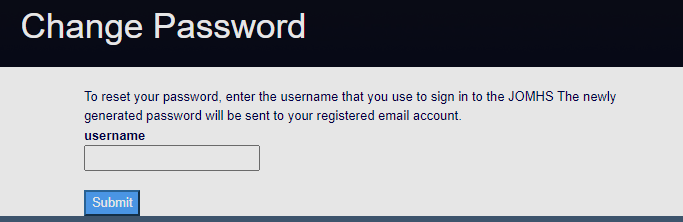 Change Password
To reset your password, enter the username that you use to sign in to the JOMHS The newly
generated password will be sent to your registered email account.
username
Submit